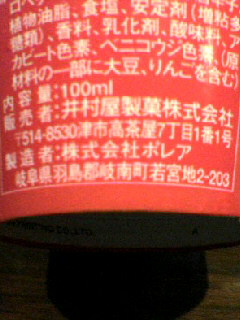 植物油脂、食塩、安定剤(増粘多
糖類)、香料、乳化剤、酸味料、ア
カビート色素、ベニコウジ色素、(原
材料の一部に大豆、りんごを含む)
内容量:100ml
販売者:井村屋製菓株式会社
〒514-8530津市高茶屋7丁目1番1号
製造者:株式会社ボレア
岐阜県羽島郡岐南町若宮地2-203